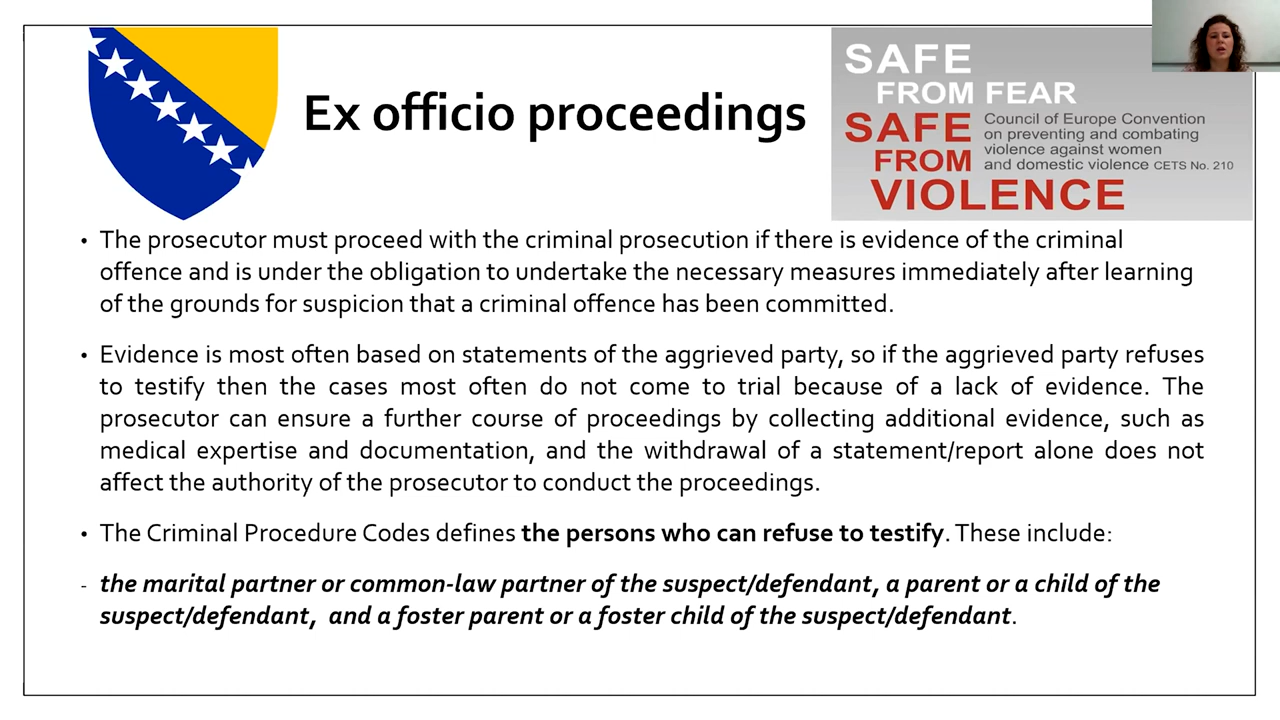 Ex officio proceedings
SAFE
FROM FEAR
SAFE
FROM
VIOLENCE
Council of Europe Convention
on preventing and combating
violence against women
and domestic violence CETS No. 210
• The prosecutor must proceed with the criminal prosecution if there is evidence of the criminal
offence and is under the obligation to undertake the necessary measures immediately after learning
of the grounds for suspicion that a criminal offence has been committed.
• Evidence is most often based on statements of the aggrieved party, so if the aggrieved party refuses
to testify then the cases most often do not come to trial because of a lack of evidence. The
prosecutor can ensure a further course of proceedings by collecting additional evidence, such as
medical expertise and documentation, and the withdrawal of a statement/report alone does not
affect the authority of the prosecutor to conduct the proceedings.
• The Criminal Procedure Codes defines the persons who can refuse to testify. These include:
- the marital partner or common-law partner of the suspect/defendant, a parent or a child of the
suspect/defendant, and a foster parent or a foster child of the suspect/defendant.